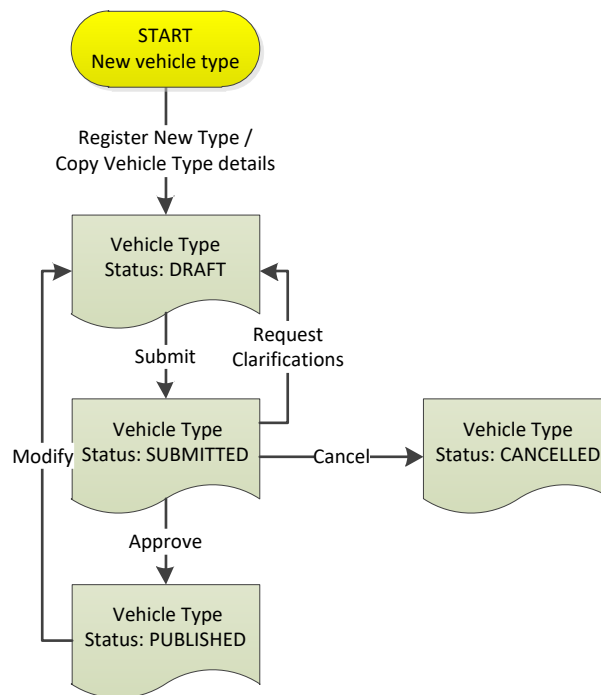 START
New vehicle type
Register New Type /
Copy Vehicle Type details
Vehicle Type
Status: DRAFT
Request
Clarifications
Submit
Vehicle Type
Status: SUBMITTED
Vehicle Type
Status: CANCELLED
Modify
Cancel
Approve
Vehicle Type
Status: PUBLISHED